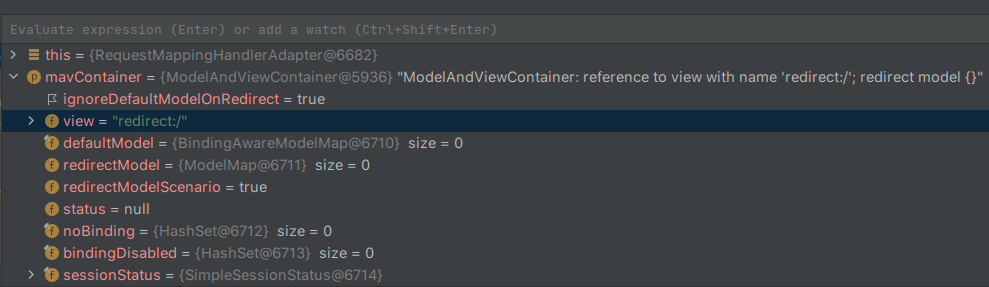 Evaluate expression (Enter) or add a watch (Ctrl+Shift+Enter)
this = {RequestMappingHandlerAdapter@6682}
p mavContainer = {ModelAndViewContainer@5936} "ModelAndViewContainer: reference to view with name 'redirect:/'; redirect model {}"
ignoreDefaultModelOnRedirect = true
f view = "redirect:/"
f defaultModel = {BindingAwareModelMap@6710} size = 0
f redirectModel = {ModelMap@6711} size = 0
f redirectModelScenario = true
f status = null
f noBinding = {HashSet@6712} size = 0
f bindingDisabled = {HashSet@6713} size = 0
f sessionStatus = {SimpleSessionStatus@6714}